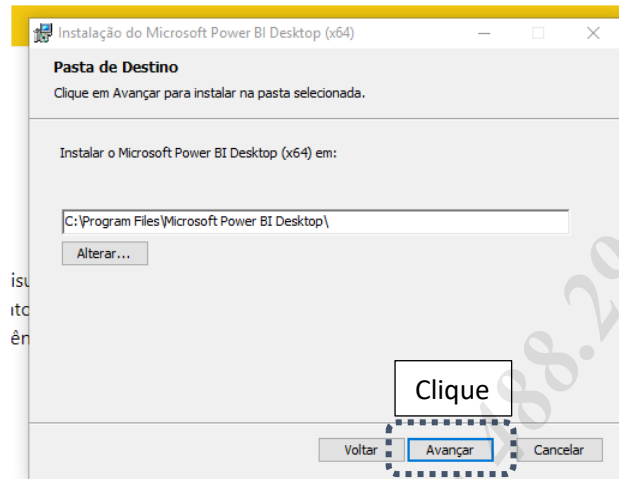 Instalação do Microsoft Power BI Desktop (x64)
Pasta de Destino
Clique em Avançar para instalar na pasta selecionada.
Instalar o Microsoft Power BI Desktop (x64) em:
C:\Program Files\Microsoft Power BI Desktop\
Alterar...
Clique
Voltar
Avançar
Cancelar